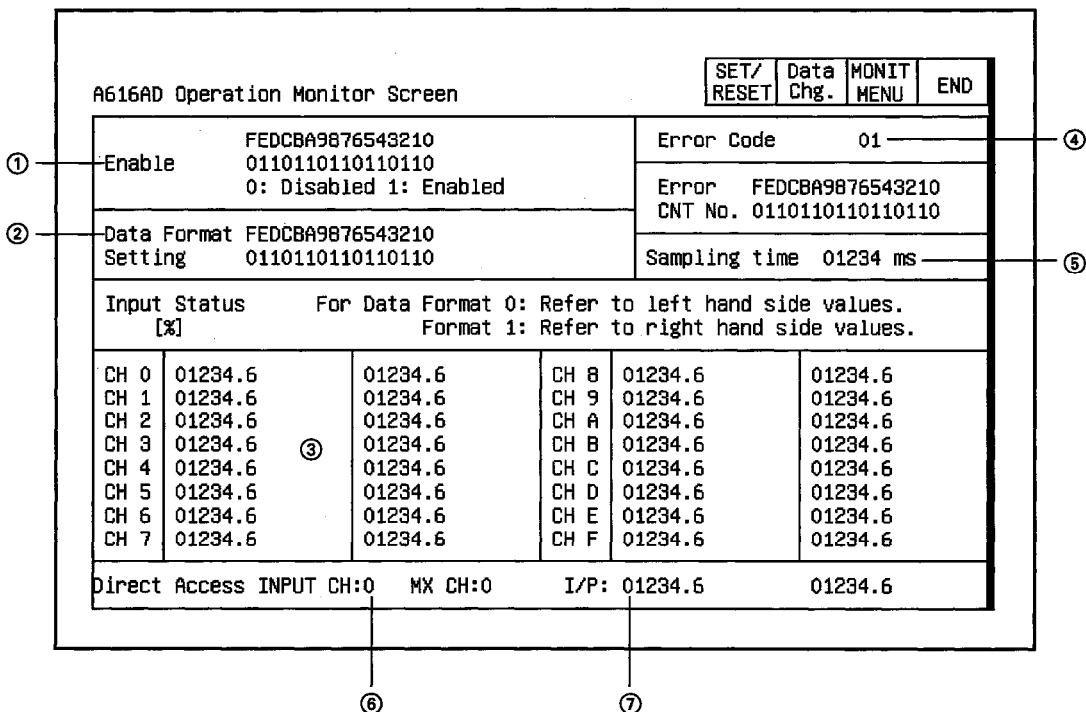 A616AD Operation Monitor Screen
SET/ RESET
Data Chg.
MONIT MENU
END
FEDCBA9876543210
① Enable 0110110110110110
0: Disabled 1: Enabled
② Data Format FEDCBA9876543210
Setting 0110110110110110
Error Code 01 ④
Error FEDCBA9876543210
CNT No. 0110110110110110
Sampling time 01234 ms ⑤
Input Status For Data Format 0: Refer to left hand side values.
[%] Format 1: Refer to right hand side values.
CH 0 01234.6 01234.6 CH 8 01234.6 01234.6
CH 1 01234.6 01234.6 CH 9 01234.6 01234.6
CH 2 01234.6 01234.6 CH A 01234.6 01234.6
CH 3 01234.6 ③ 01234.6 CH B 01234.6 01234.6
CH 4 01234.6 01234.6 CH C 01234.6 01234.6
CH 5 01234.6 01234.6 CH D 01234.6 01234.6
CH 6 01234.6 01234.6 CH E 01234.6 01234.6
CH 7 01234.6 01234.6 CH F 01234.6 01234.6
Direct Access INPUT CH:0 MX CH:0 I/P: 01234.6 01234.6
⑥ ⑦